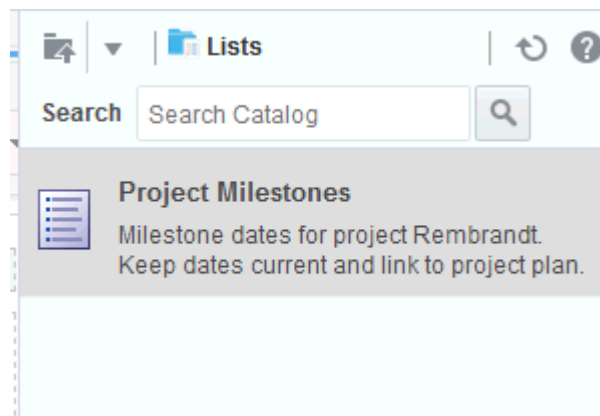 Lists
Search
Search Catalog
Project Milestones
Milestone dates for project Rembrandt.
Keep dates current and link to project plan.